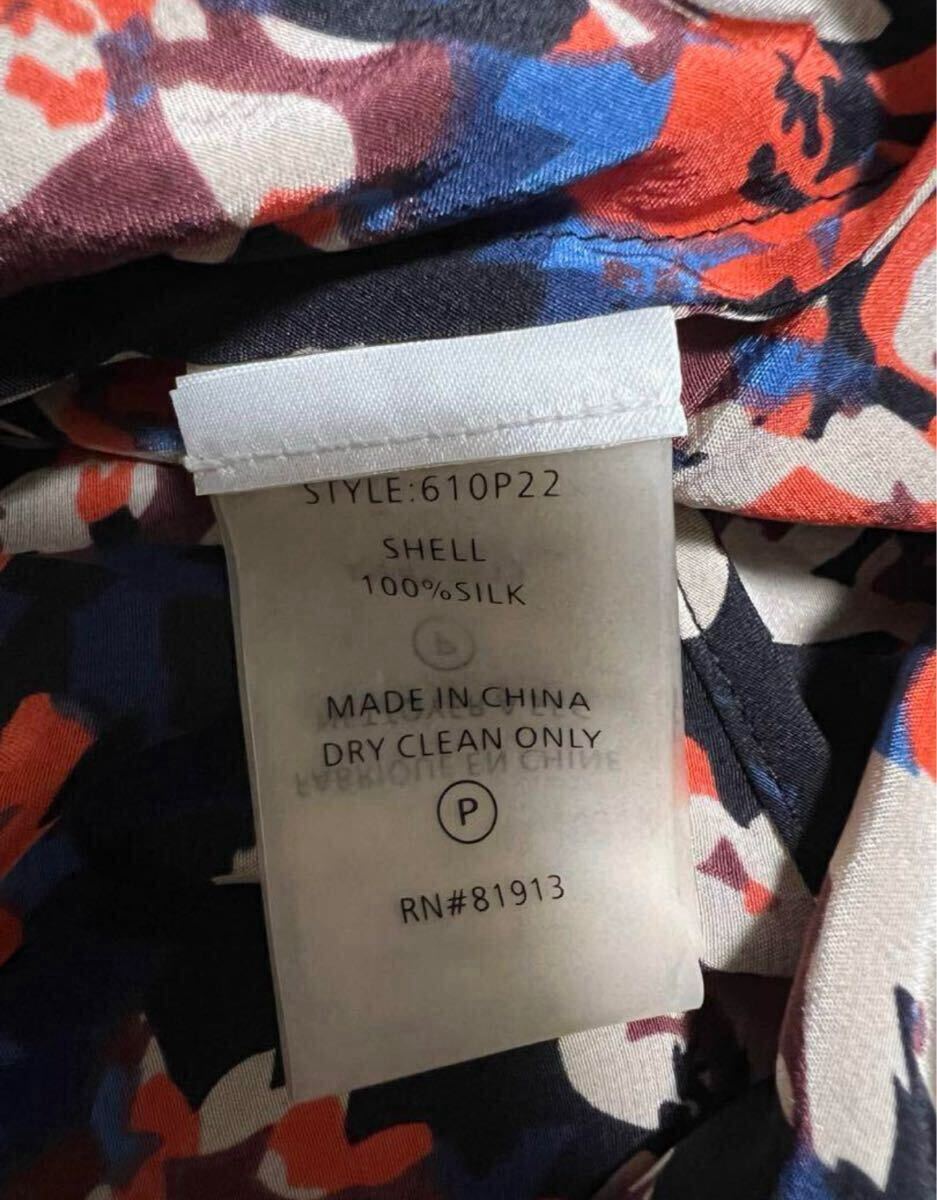 STYLE:610P22
SHELL
100%SILK
MADE IN CHINA
DRY CLEAN ONLY
P
RN#81913